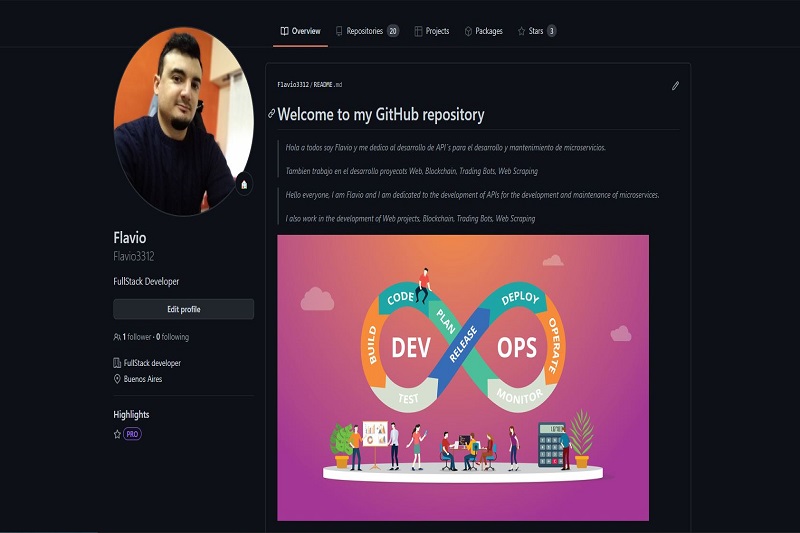 Overview
Repositories 20
Projects
Packages
Stars 3
Flavio3312/README.md
Welcome to my GitHub repository
Hola a todos soy Flavio y me dedico al desarrollo de API´s para el desarrollo y mantenimiento de microservicios.
Tambien trabajo en el desarrollo proyecots Web, Blockchain, Trading Bots, Web Scraping
Hello everyone, I am Flavio and I am dedicated to the development of APIs for the development and maintenance of microservices.
I also work in the development of Web projects, Blockchain, Trading Bots, Web Scraping
Flavio
Flavio3312
FullStack Developer
Edit profile
1 follower · 0 following
FullStack developer
Buenos Aires
Highlights
PRO
CODE
PLAN
BUILD
DEV
TEST
RELEASE
DEPLOY
OPERATE
OPS
MONITOR